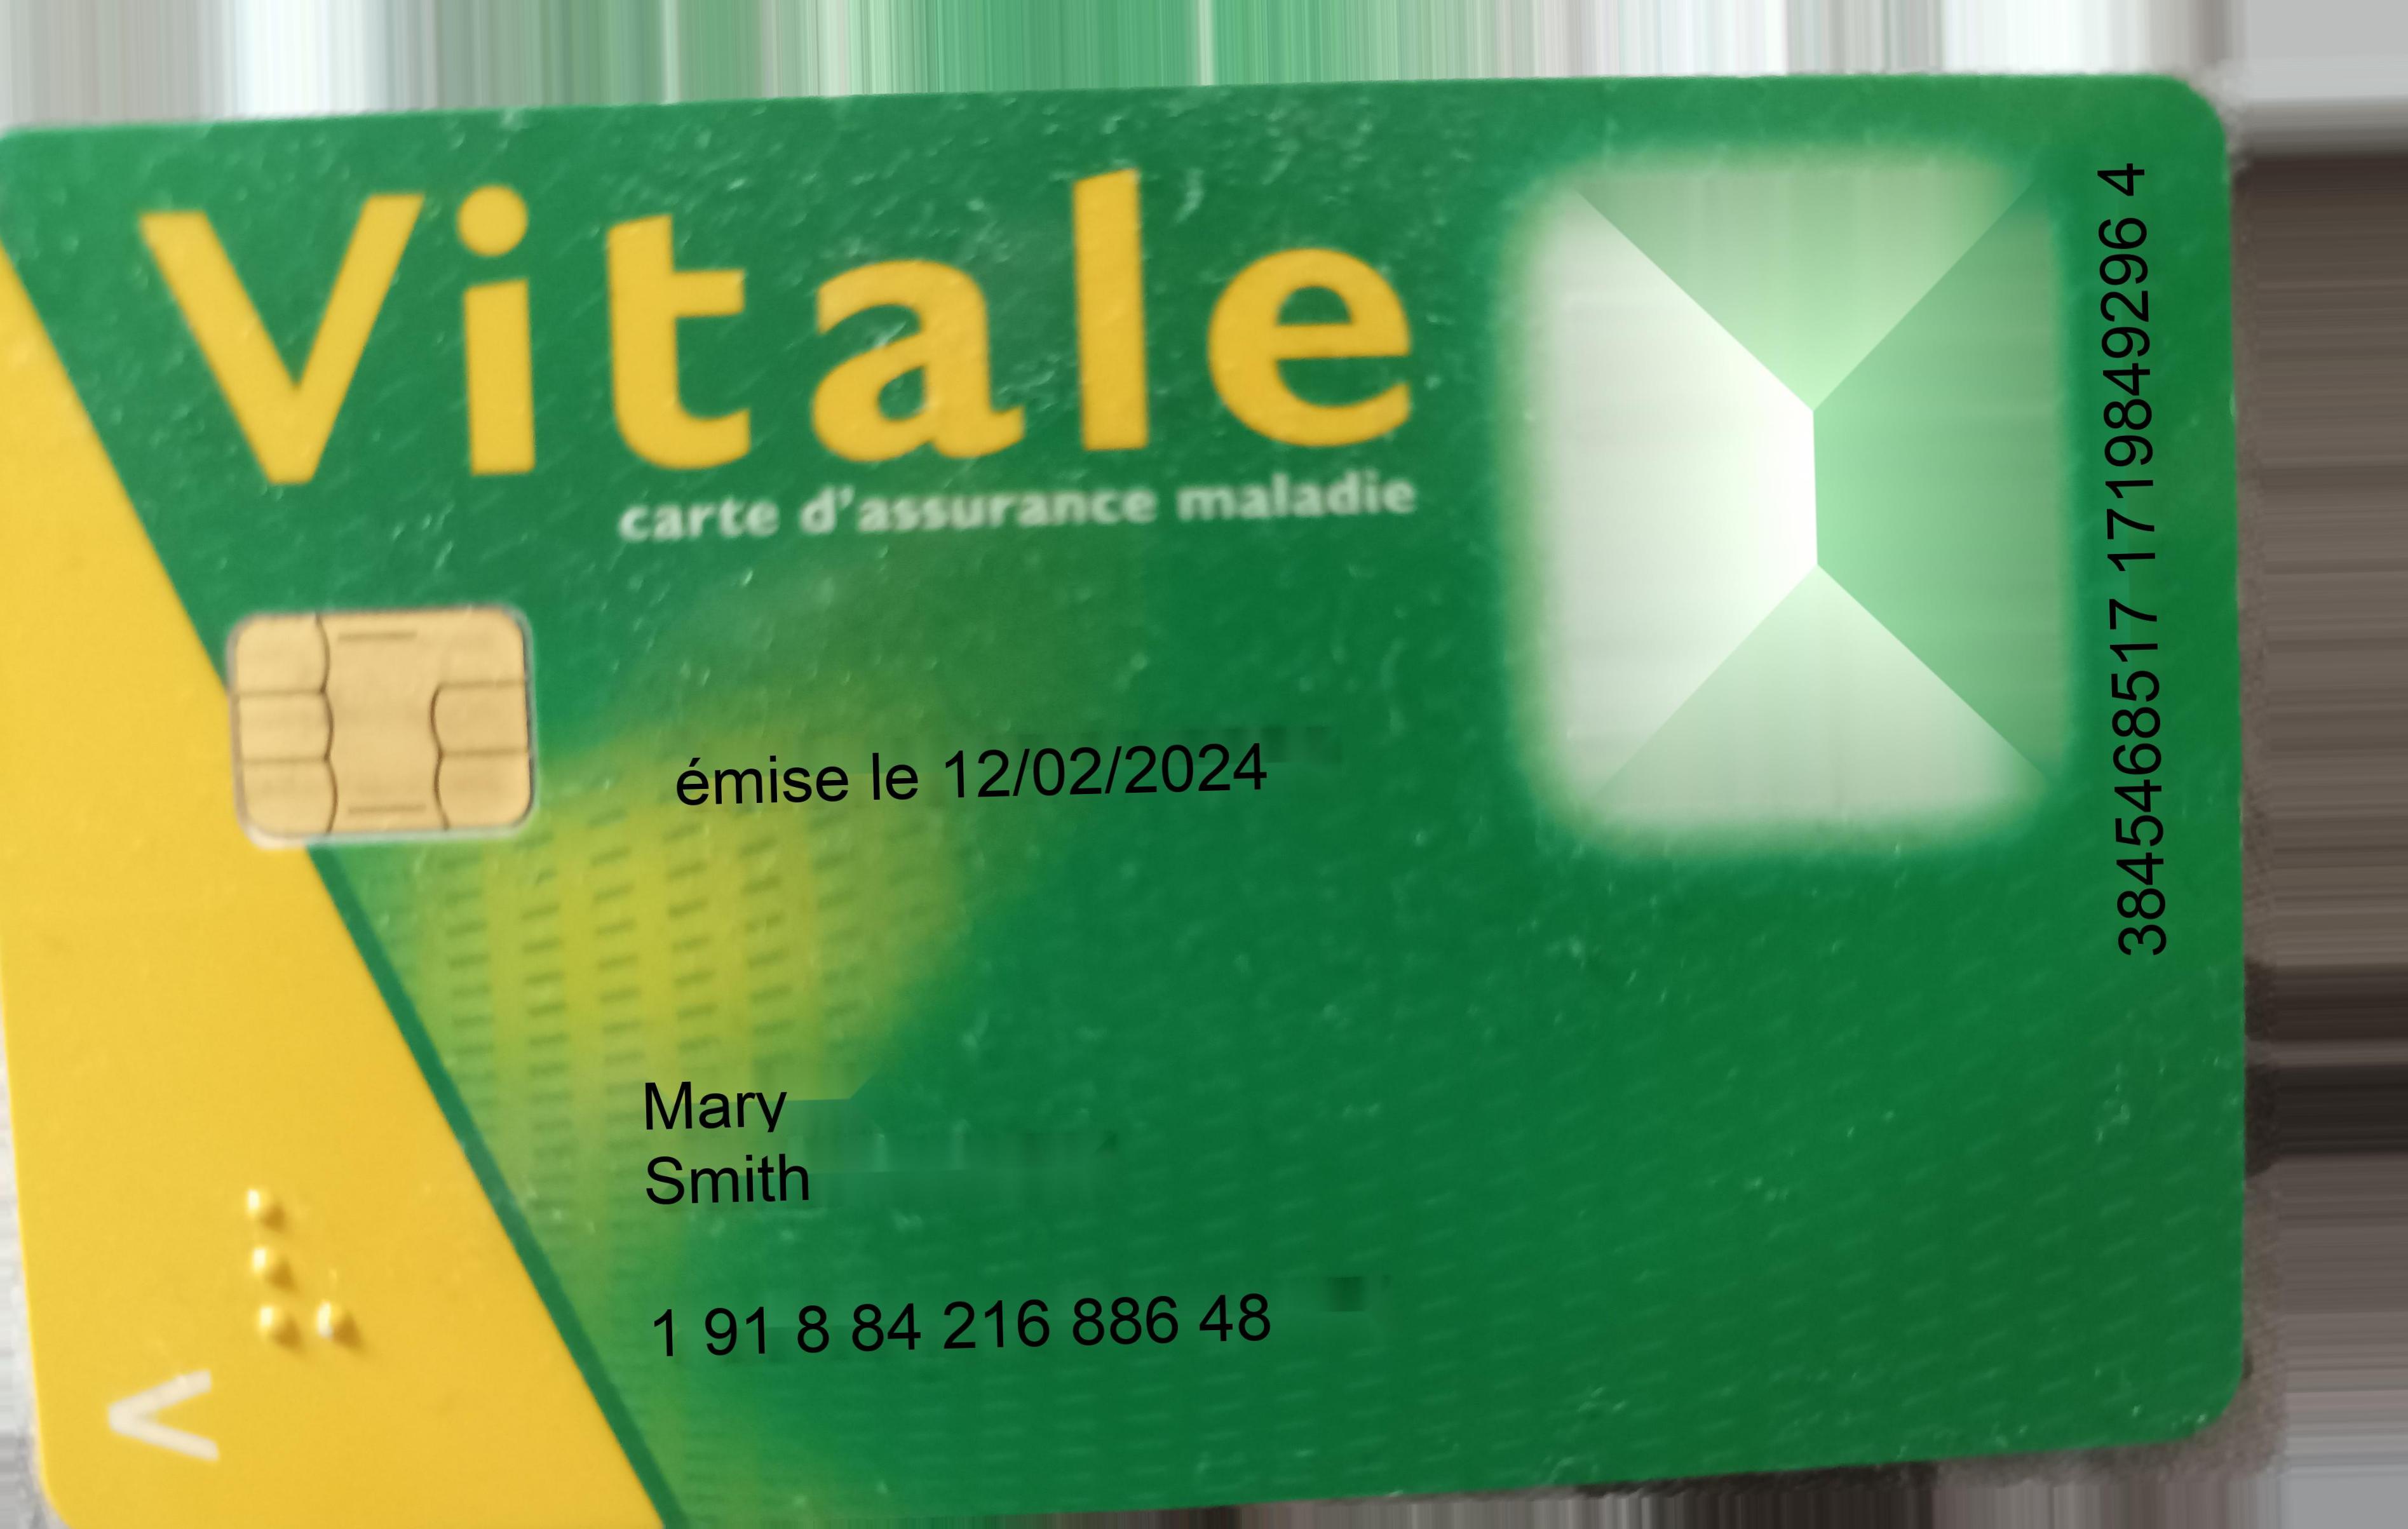 Vitale
carte d'assurance maladie
émise le 12/02/2024
Mary
Smith
1 91 8 84 216 886 48
3845468517 1719849296 4
V